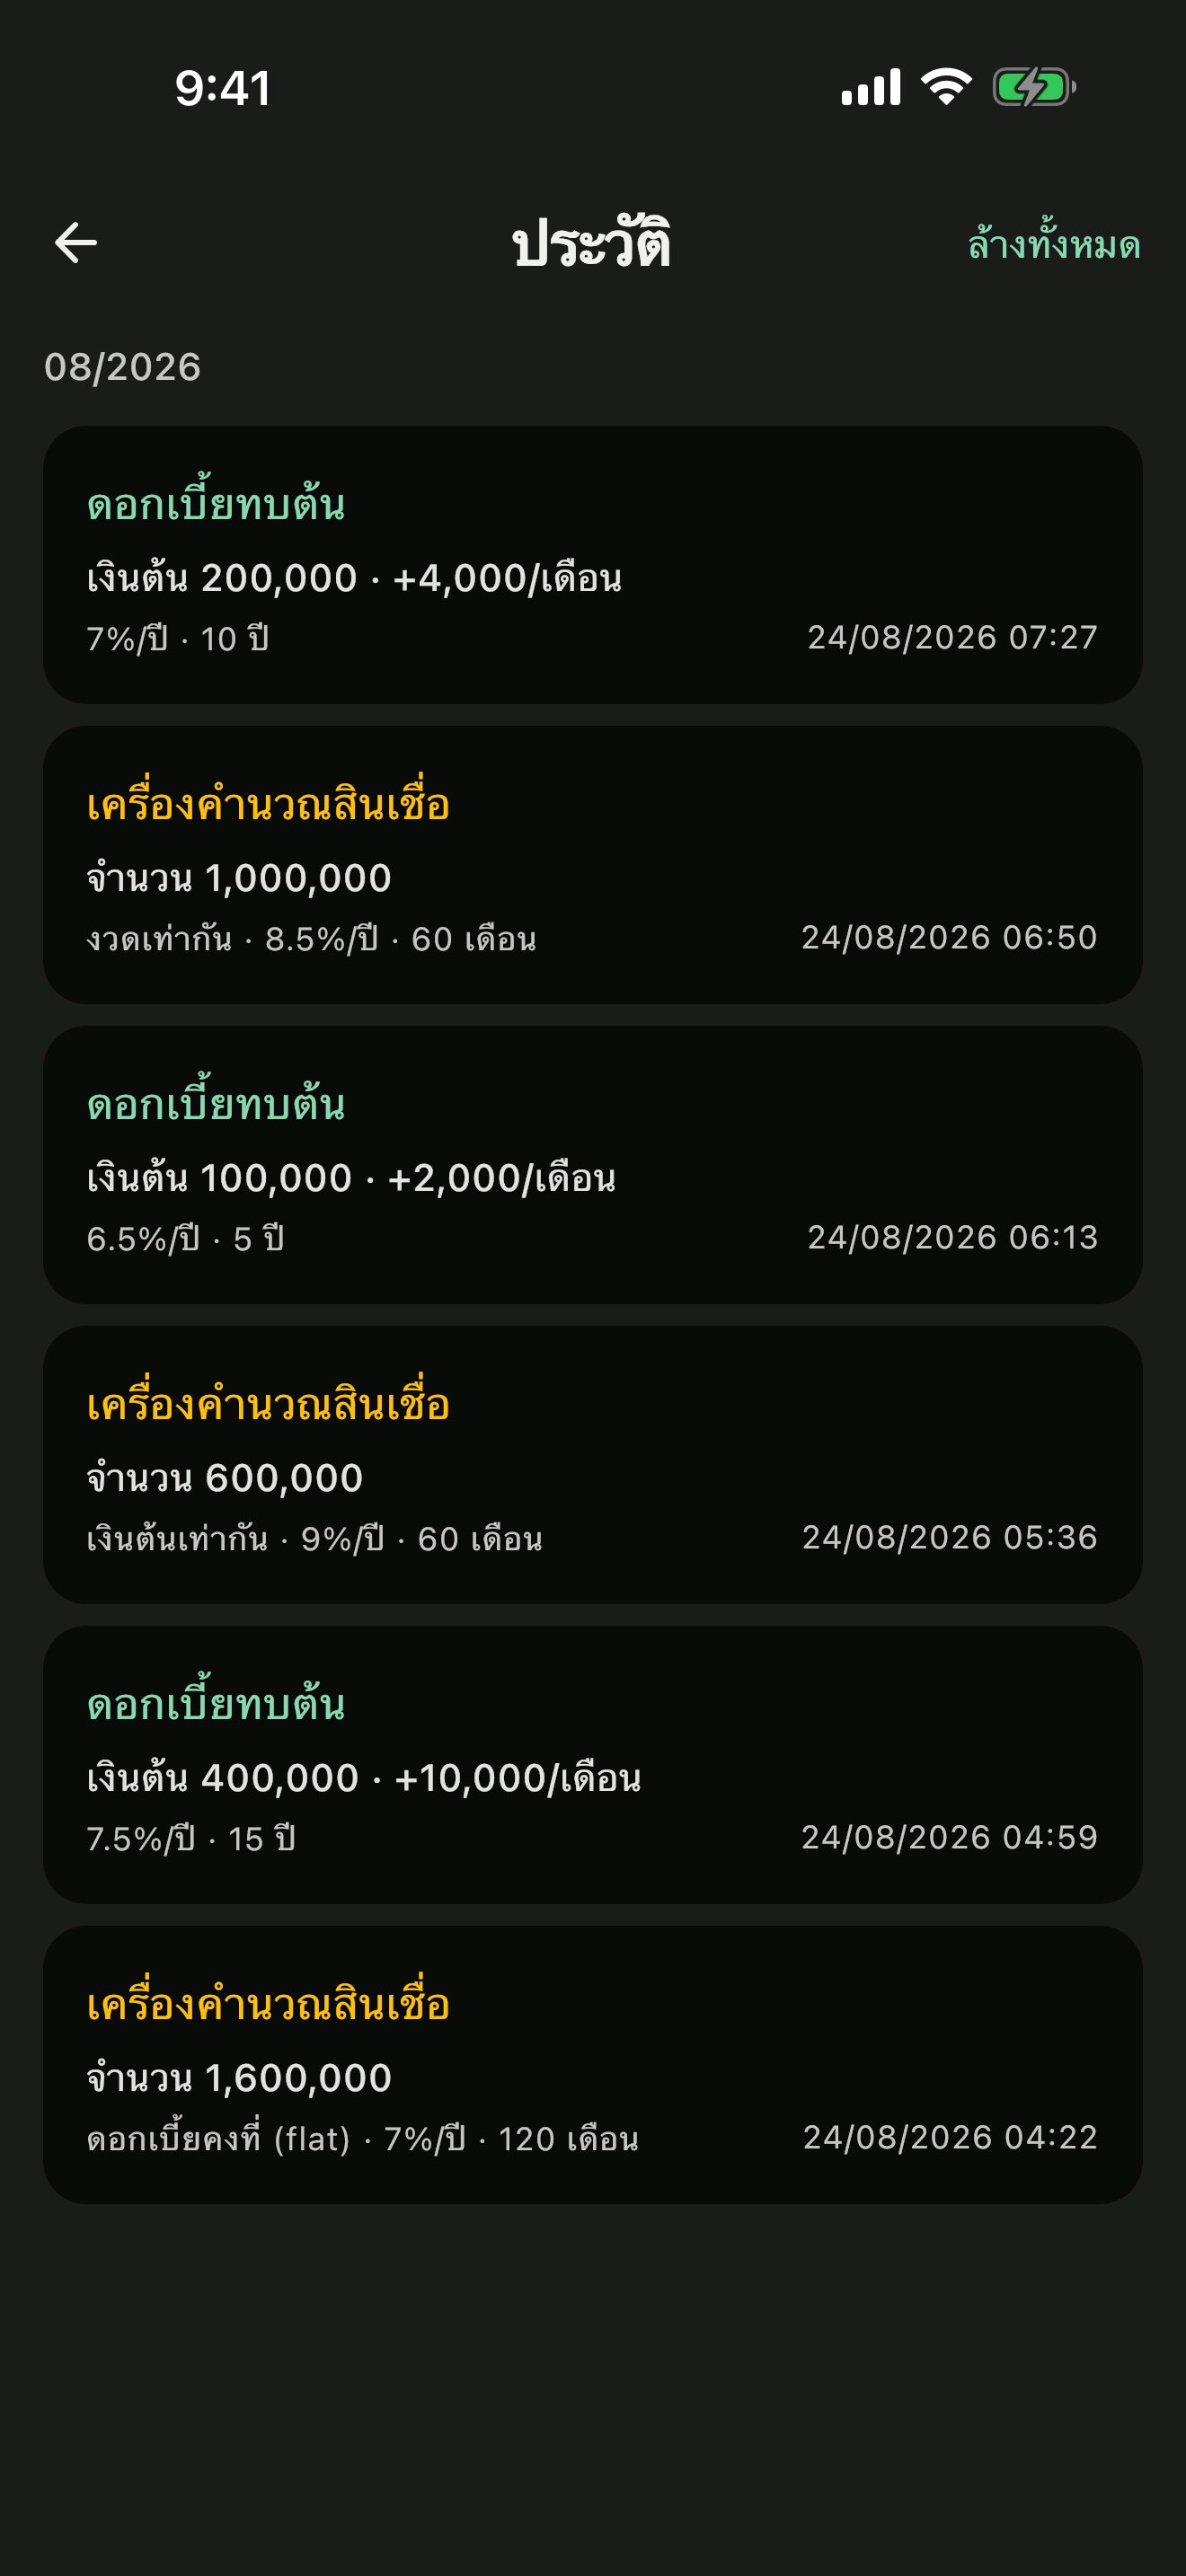 9:41
ประวัติ
ล้างทั้งหมด
08/2026
ดอกเบี้ยทบต้น
เงินต้น 200,000 · +4,000/เดือน
7%/ปี · 10 ปี
24/08/2026 07:27
เครื่องคำนวณสินเชื่อ
จำนวน 1,000,000
งวดเท่ากัน · 8.5%/ปี · 60 เดือน
24/08/2026 06:50
ดอกเบี้ยทบต้น
เงินต้น 100,000 · +2,000/เดือน
6.5%/ปี · 5 ปี
24/08/2026 06:13
เครื่องคำนวณสินเชื่อ
จำนวน 600,000
เงินต้นเท่ากัน · 9%/ปี · 60 เดือน
24/08/2026 05:36
ดอกเบี้ยทบต้น
เงินต้น 400,000 · +10,000/เดือน
7.5%/ปี · 15 ปี
24/08/2026 04:59
เครื่องคำนวณสินเชื่อ
จำนวน 1,600,000
ดอกเบี้ยคงที่ (flat) · 7%/ปี · 120 เดือน
24/08/2026 04:22